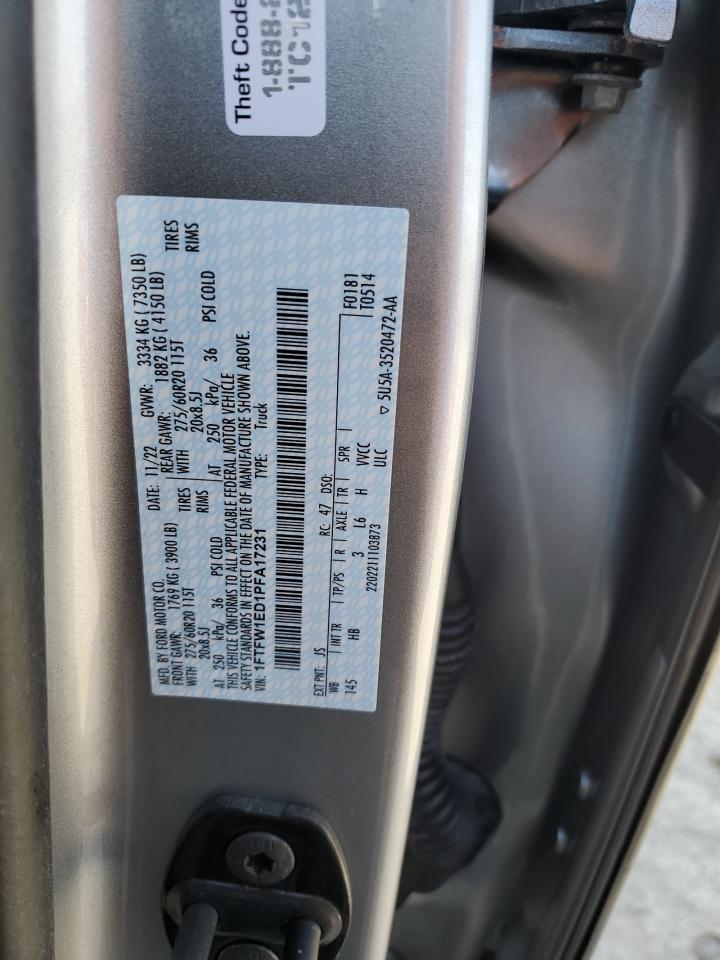 Theft Code
1-888-
TC12
MFD. BY FORD MOTOR CO.
DATE: 11/22 GVWR: 3334 KG ( 7350 LB)
FRONT GAWR: 1769 KG ( 3900 LB) REAR GAWR: 1882 KG ( 4150 LB)
WITH 275/60R20 115T TIRES WITH 275/60R20 115T TIRES
20x8.5J RIMS 20x8.5J RIMS
AT 250 kPa/ 36 PSI COLD AT 250 kPa/ 36 PSI COLD
THIS VEHICLE CONFORMS TO ALL APPLICABLE FEDERAL MOTOR VEHICLE
SAFETY STANDARDS IN EFFECT ON THE DATE OF MANUFACTURE SHOWN ABOVE.
VIN: 1FTFW1ED1PFA17231 TYPE: Truck
EXT PNT: JS RC: 47 DSO: F0181
WB INT TR TP/PS R AXLE TR SPR T0514
145 HB 3 L6 H VVCC
2202211103873 ULC ▽ 5U5A-3520472-AA